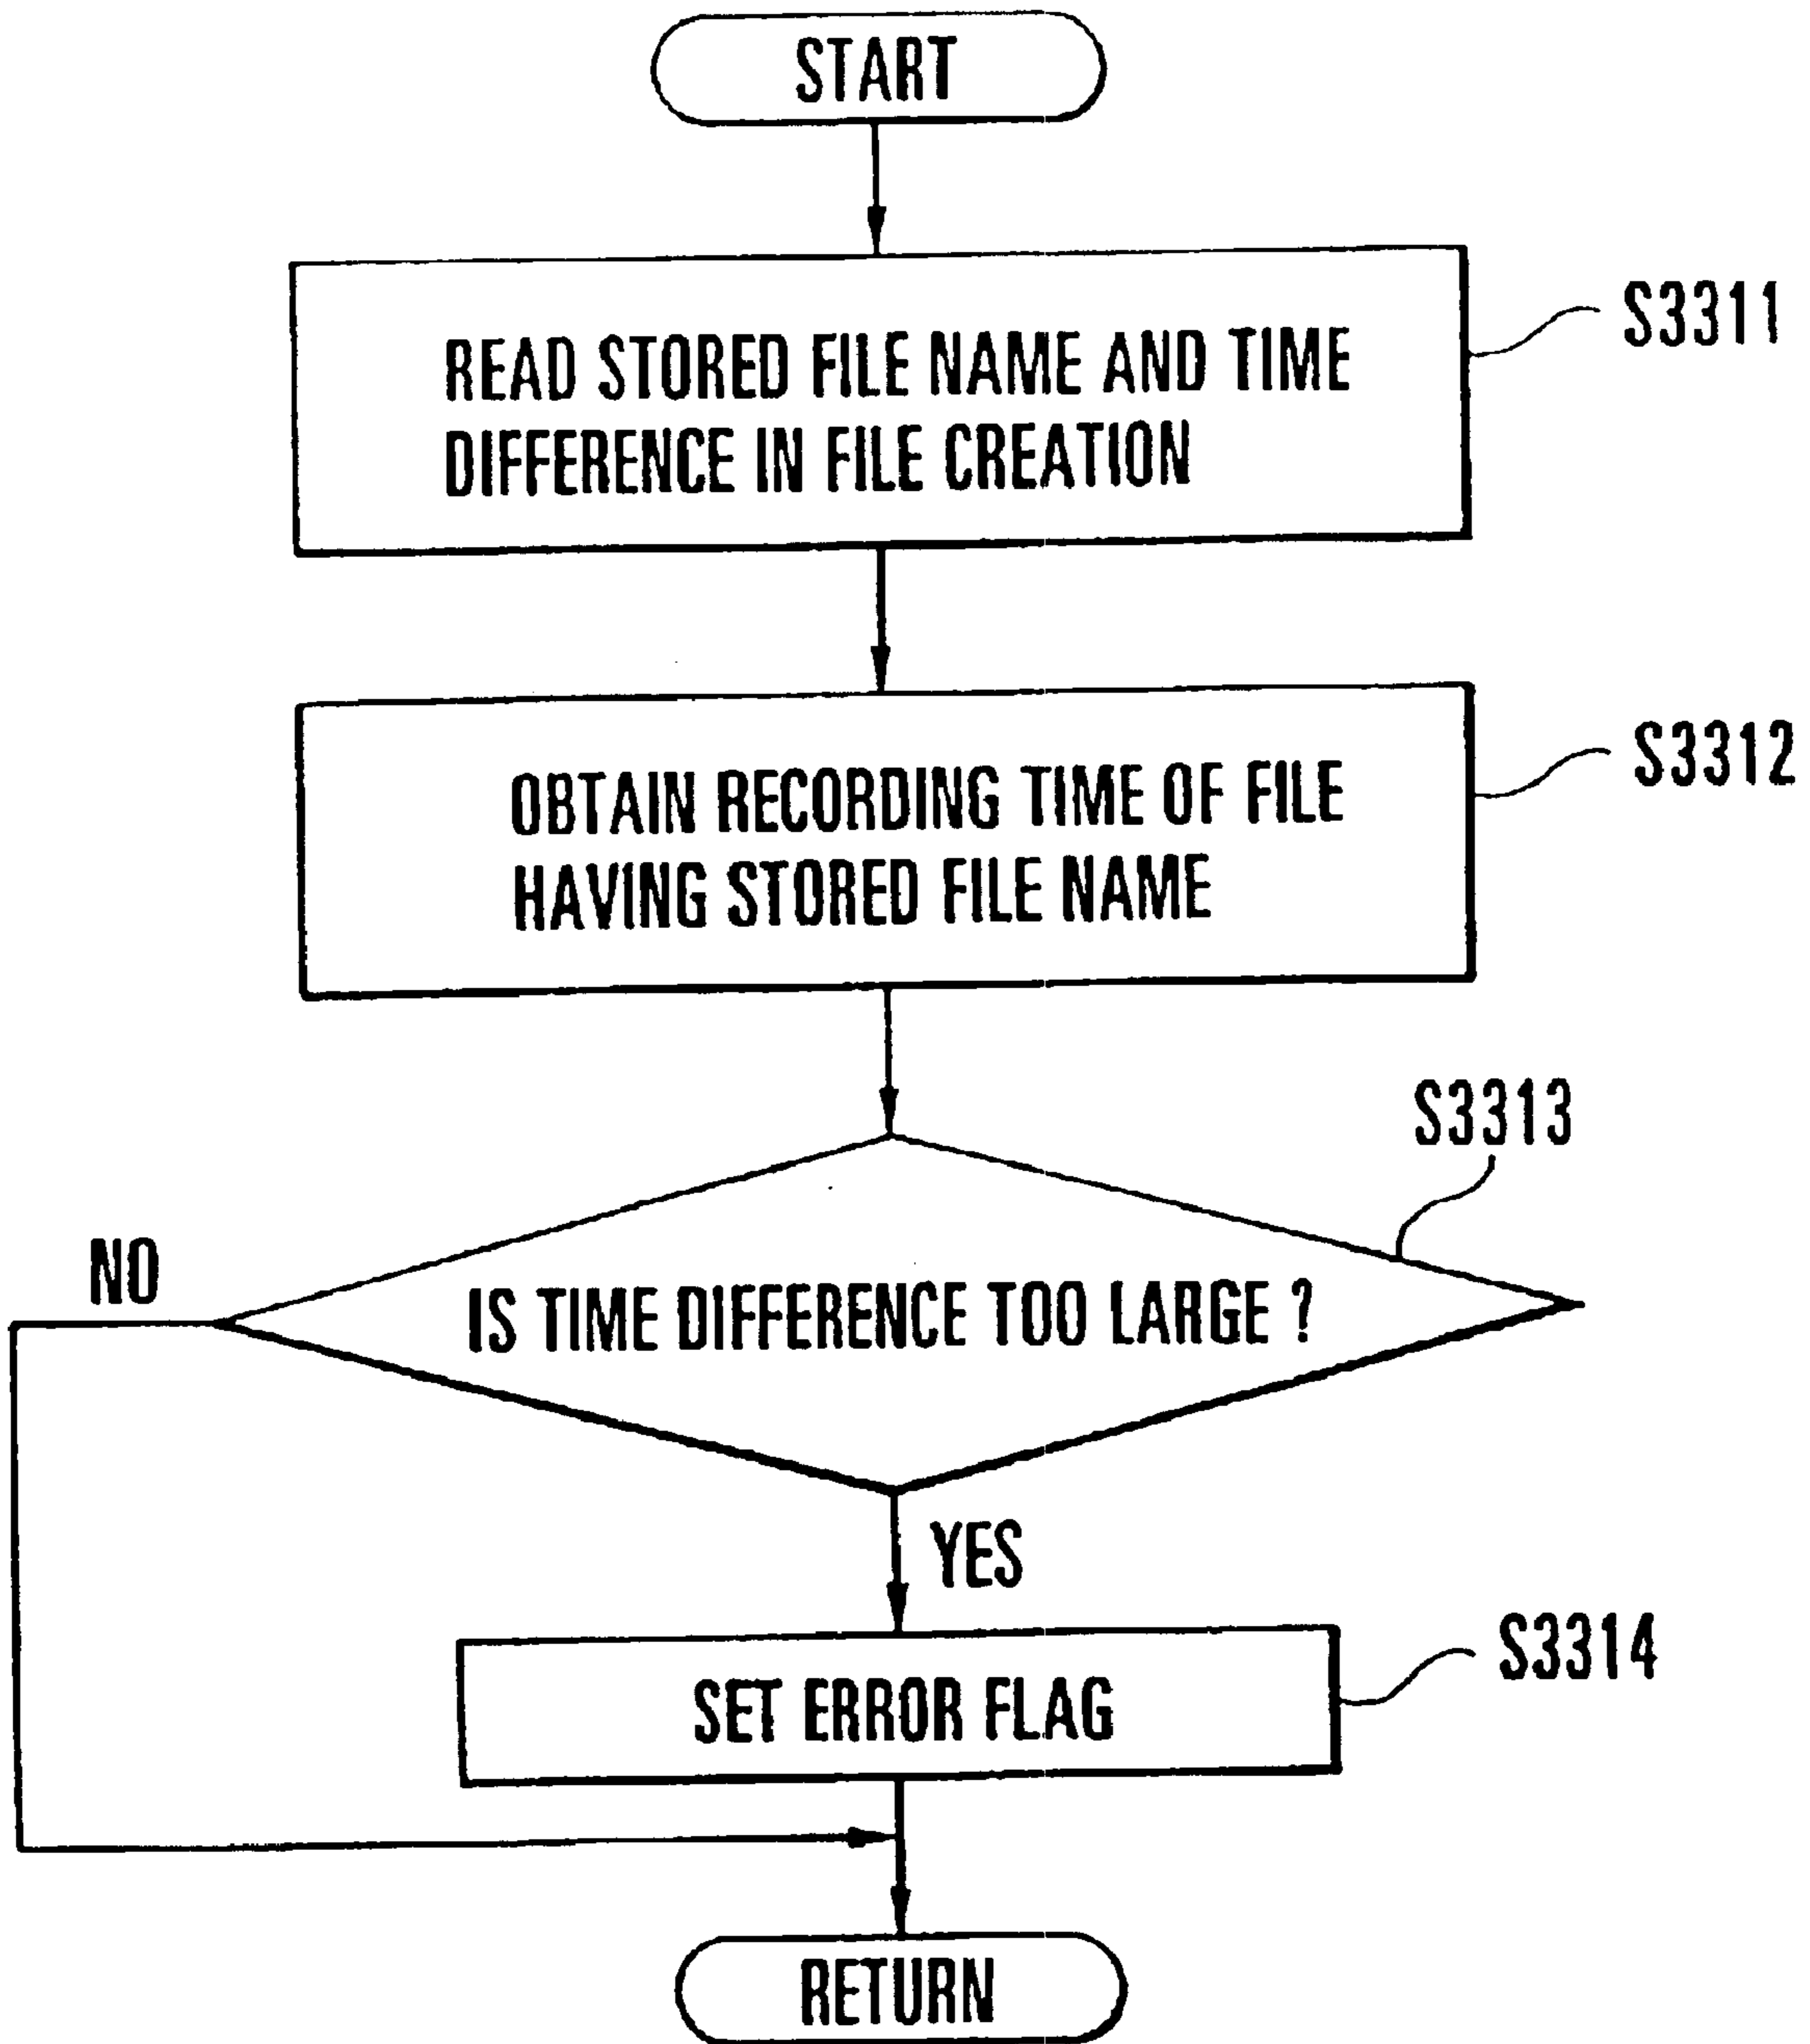 START
READ STORED FILE NAME AND TIME
DIFFERENCE IN FILE CREATION
S3311
OBTAIN RECORDING TIME OF FILE
HAVING STORED FILE NAME
S3312
S3313
NO
IS TIME DIFFERENCE TOO LARGE ?
YES
SET ERROR FLAG
S3314
RETURN